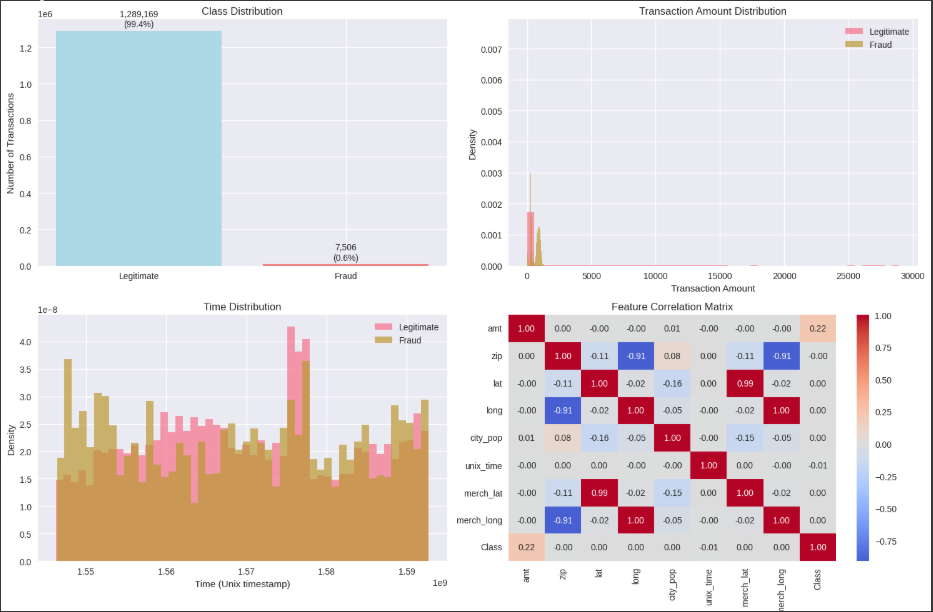 Class Distribution
1e6
1,289,169
(99.4%)
1.2
1.0
0.8
0.6
0.4
0.2
0.0
Number of Transactions
7,506
(0.6%)
Legitimate Fraud
Transaction Amount Distribution
Legitimate
Fraud
0.007
0.006
0.005
0.004
0.003
0.002
0.001
0.000
Density
0 5000 10000 15000 20000 25000 30000
Transaction Amount
Time Distribution
1e-8
Legitimate
Fraud
4.0
3.5
3.0
2.5
2.0
1.5
1.0
0.5
0.0
Density
1.55 1.56 1.57 1.58 1.59
1e9
Time (Unix timestamp)
Feature Correlation Matrix
amt 1.00 0.00 -0.00 -0.00 0.01 -0.00 -0.00 -0.00 0.22
zip 0.00 1.00 -0.11 -0.91 0.08 0.00 -0.11 -0.91 -0.00
lat -0.00 -0.11 1.00 -0.02 -0.16 0.00 0.99 -0.02 0.00
long -0.00 -0.91 -0.02 1.00 -0.05 -0.00 -0.02 1.00 0.00
city_pop 0.01 0.08 -0.16 -0.05 1.00 -0.00 -0.15 -0.05 0.00
unix_time -0.00 0.00 0.00 -0.00 -0.00 1.00 0.00 -0.00 -0.01
merch_lat -0.00 -0.11 0.99 -0.02 -0.15 0.00 1.00 -0.02 0.00
merch_long -0.00 -0.91 -0.02 1.00 -0.05 -0.00 -0.02 1.00 0.00
Class 0.22 -0.00 0.00 0.00 0.00 -0.01 0.00 0.00 1.00
amt zip lat long city_pop unix_time merch_lat merch_long Class
1.00
0.75
0.50
0.25
0.00
-0.25
-0.50
-0.75